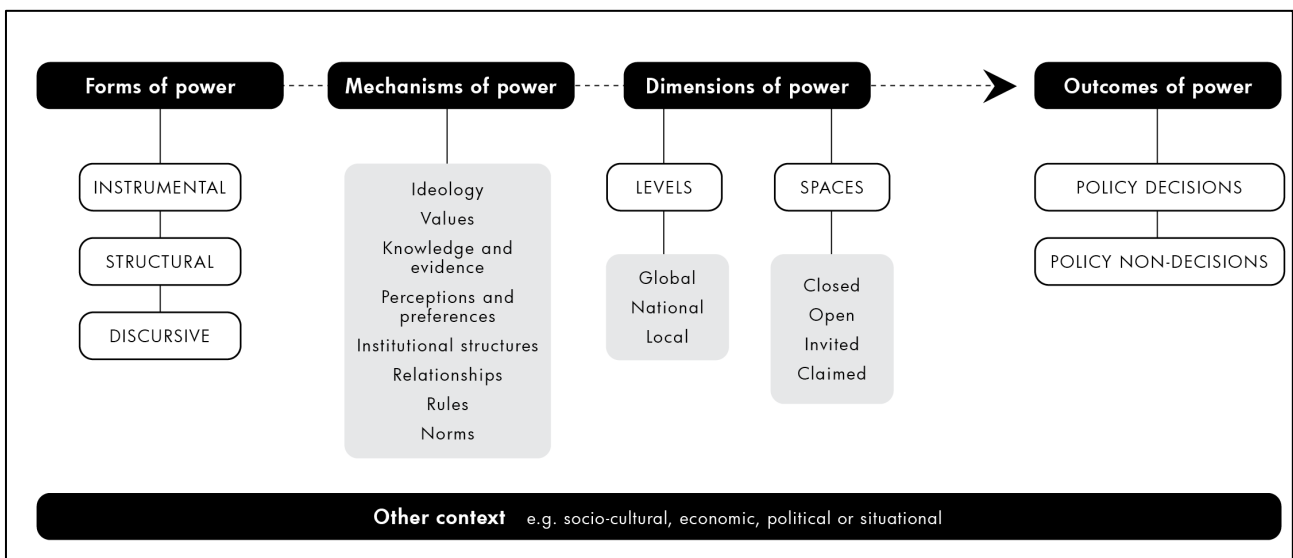 Forms of power
Mechanisms of power
Dimensions of power
Outcomes of power
INSTRUMENTAL
STRUCTURAL
DISCURSIVE
Ideology
Values
Knowledge and
evidence
Perceptions and
preferences
Institutional structures
Relationships
Rules
Norms
LEVELS
Global
National
Local
SPACES
Closed
Open
Invited
Claimed
POLICY DECISIONS
POLICY NON-DECISIONS
Other context e.g. socio-cultural, economic, political or situational